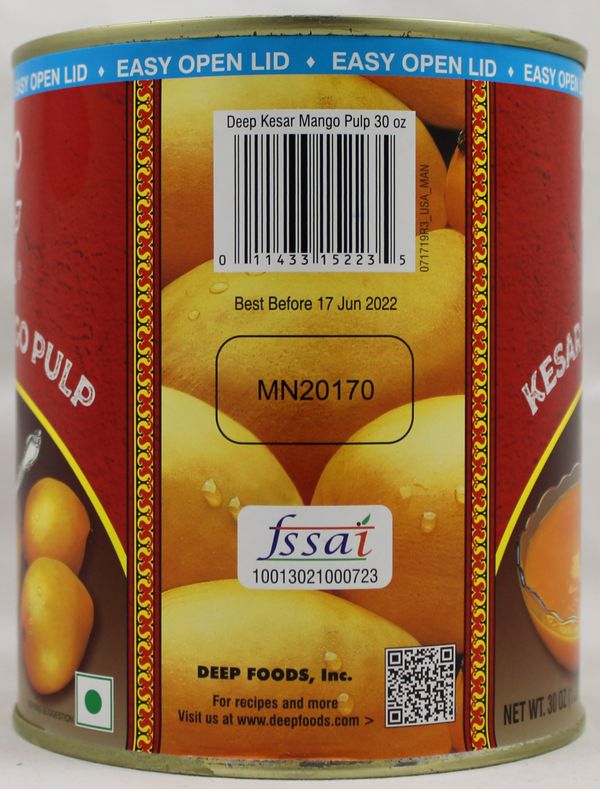 EASY OPEN LID ♦ EASY OPEN LID ♦ EASY OPEN LID ♦ EASY OPEN
Deep Kesar Mango Pulp 30 oz
0 11433 15223 5
071719R3_USA_MAN
Best Before 17 Jun 2022
MN20170
GO PULP
KESAR
fssai
10013021000723
DEEP FOODS, Inc.
For recipes and more
Visit us at www.deepfoods.com >
NET WT. 30 OZ